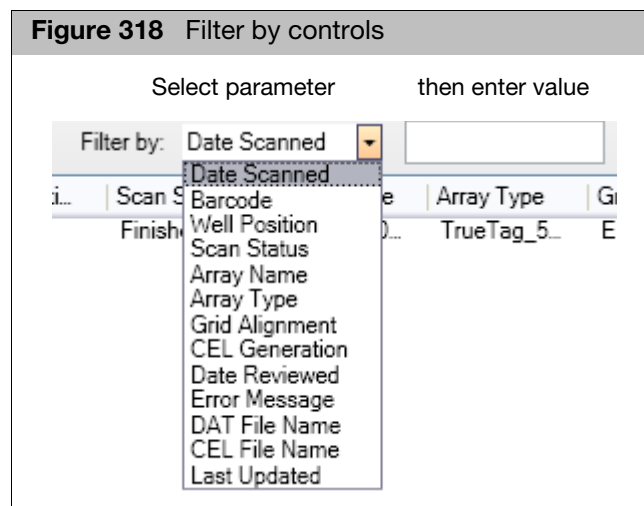 Figure 318 Filter by controls
Select parameter then enter value
Filter by: Date Scanned
Date Scanned
Barcode
Well Position
Scan Status
Array Name
Array Type
Grid Alignment
CEL Generation
Date Reviewed
Error Message
DAT File Name
CEL File Name
Last Updated
Scan S e Array Type
Finish TrueTag_5... E